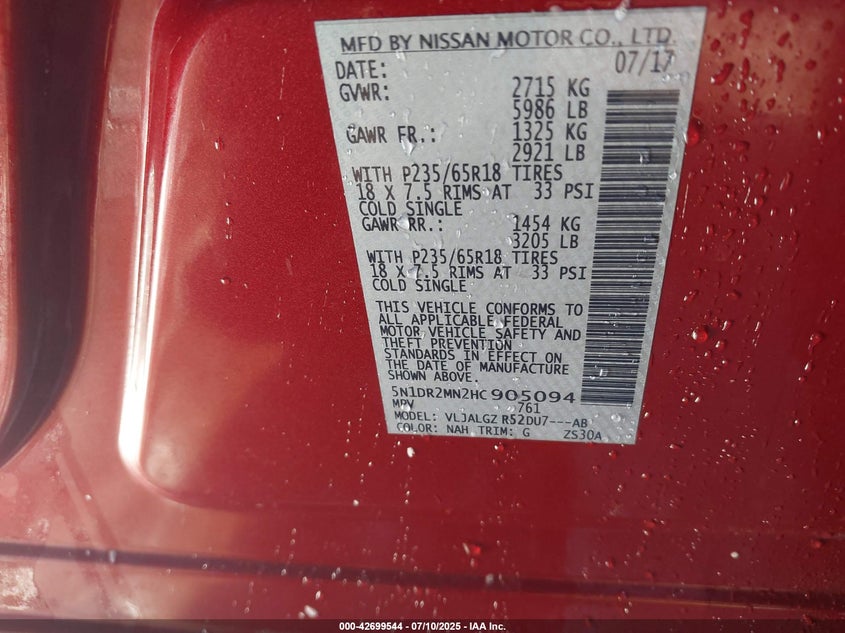 MFD BY NISSAN MOTOR CO., LTD.
DATE: 07/17
GVWR: 2715 KG
5986 LB
GAWR FR.: 1325 KG
2921 LB
WITH P235/65R18 TIRES
18 X 7.5 RIMS AT 33 PSI
COLD SINGLE
GAWR RR.: 1454 KG
3205 LB
WITH P235/65R18 TIRES
18 X 7.5 RIMS AT 33 PSI
COLD SINGLE
THIS VEHICLE CONFORMS TO
ALL APPLICABLE FEDERAL
MOTOR VEHICLE SAFETY AND
THEFT PREVENTION
STANDARDS IN EFFECT ON
THE DATE OF MANUFACTURE
SHOWN ABOVE.
5N1DR2MN2HC905094
MPV 761
MODEL: VLJALGZ R52DU7---AB
COLOR: NAH TRIM: G ZS30A
000-42699544 / 07/10/2025 / IAA Inc.